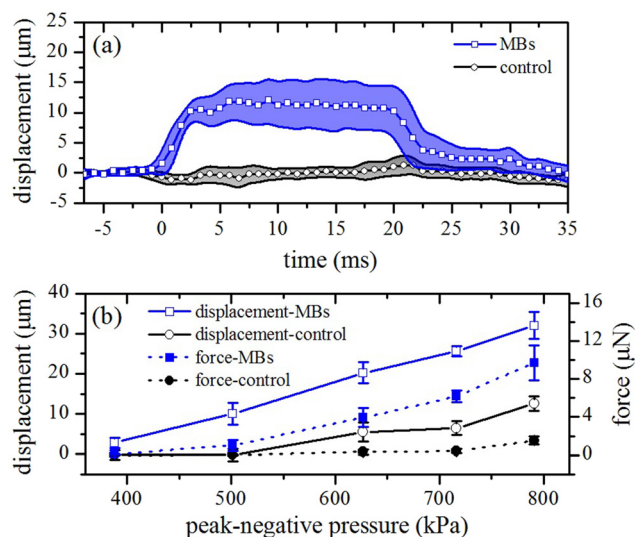 (a)
MBs
control
displacement (μm)
25
20
15
10
5
0
-5
-5 0 5 10 15 20 25 30 35
time (ms)
(b)
displacement-MBs
displacement-control
force-MBs
force-control
displacement (μm)
40
30
20
10
0
force (μN)
16
12
8
4
0
400 500 600 700 800
peak-negative pressure (kPa)